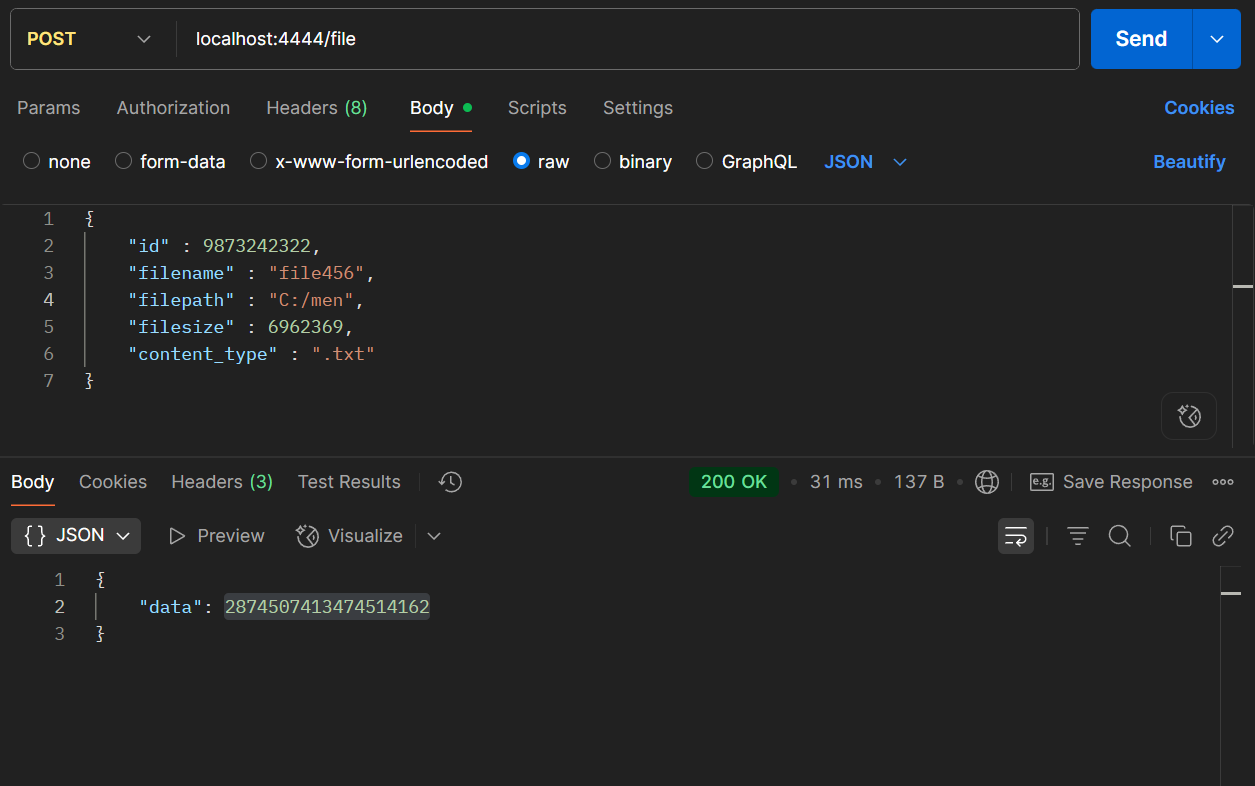 POST localhost:4444/file Send
Params Authorization Headers (8) Body Scripts Settings Cookies
none form-data x-www-form-urlencoded raw binary GraphQL JSON Beautify
1 {
2 "id" : 9873242322,
3 "filename" : "file456",
4 "filepath" : "C:/men",
5 "filesize" : 6962369,
6 "content_type" : ".txt"
7 }
Body Cookies Headers (3) Test Results 200 OK • 31 ms • 137 B • e.g. Save Response
{} JSON Preview Visualize
1 {
2 "data": 2874507413474514162
3 }